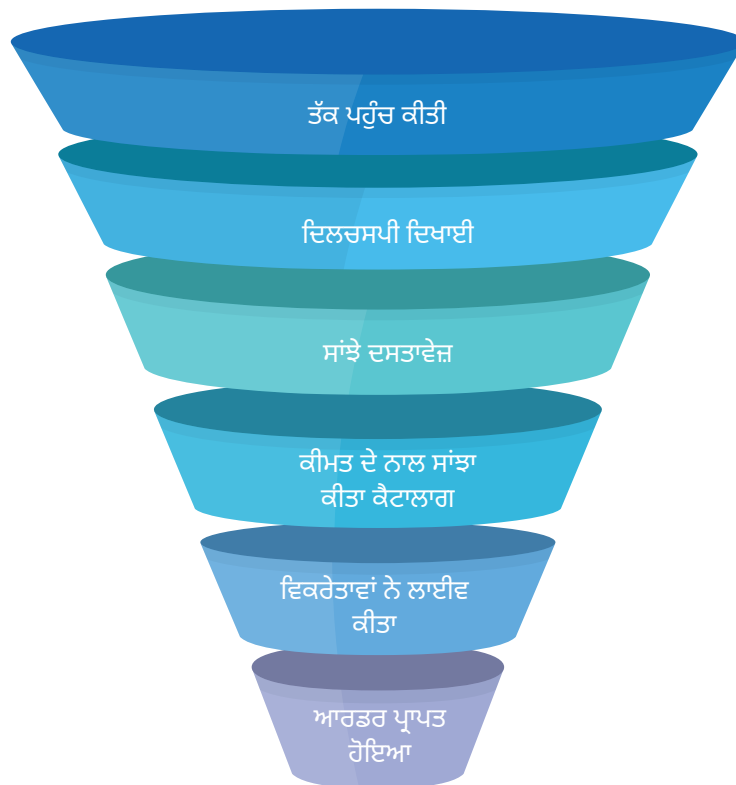 ਤੱਕ ਪਹੁੰਚ ਕੀਤੀ
ਦਿਲਚਸਪੀ ਦਿਖਾਈ
ਸਾਂਝੇ ਦਸਤਾਵੇਜ਼
ਕੀਮਤ ਦੇ ਨਾਲ ਸਾਂਝਾ
ਕੀਤਾ ਕੈਟਾਲਾਗ
ਵਿਕਰੇਤਾਵਾਂ ਨੇ ਲਾਈਵ
ਕੀਤਾ
ਆਰਡਰ ਪ੍ਰਾਪਤ
ਹੋਇਆ